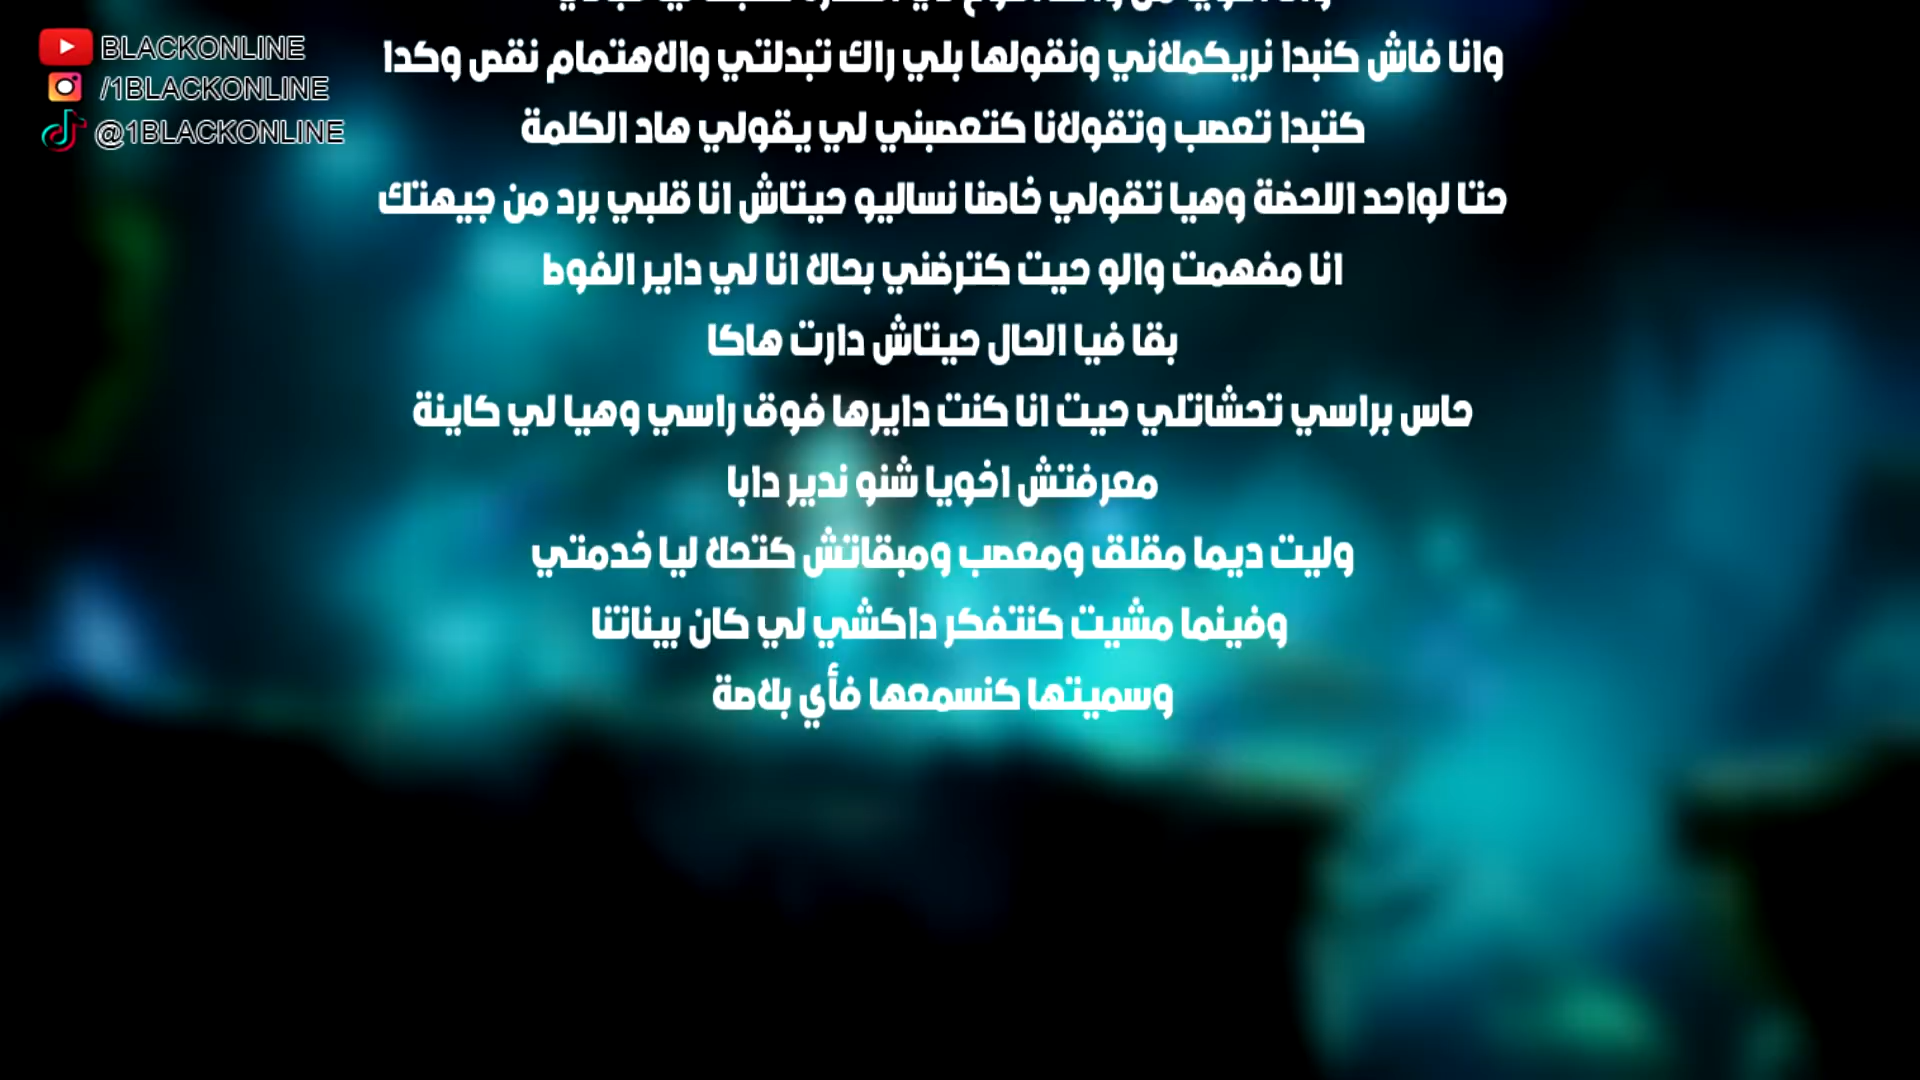 BLACKONLINE
/1BLACKONLINE
@1BLACKONLINE
وانا فاش كنبدا نريكملاني ونقولها بلي راك تبدلتي والاهتمام نقص وكدا
كتبدا تعصب وتقولانا كتعصبني لي يقولي هاد الكلمة
حتا لواحد اللحضة وهيا تقولي خاصنا نساليو حيتاش انا قلبي برد من جيهتك
انا مفهمت والو حيت كترضني بحالا انا لي داير الفوط
بقا فيا الحال حيتاش دارت هاكا
حاس براسي تحشاتلي حيت انا كنت دايرها فوق راسي وهيا لي كاينة
معرفتش اخويا شنو ندير دابا
وليت ديما مقلق ومعصب ومبقاتش كتحلا ليا خدمتي
وفينما مشيت كنتفكر داكشي لي كان بيناتنا
وسميتها كنسمعها فأي بلاصة